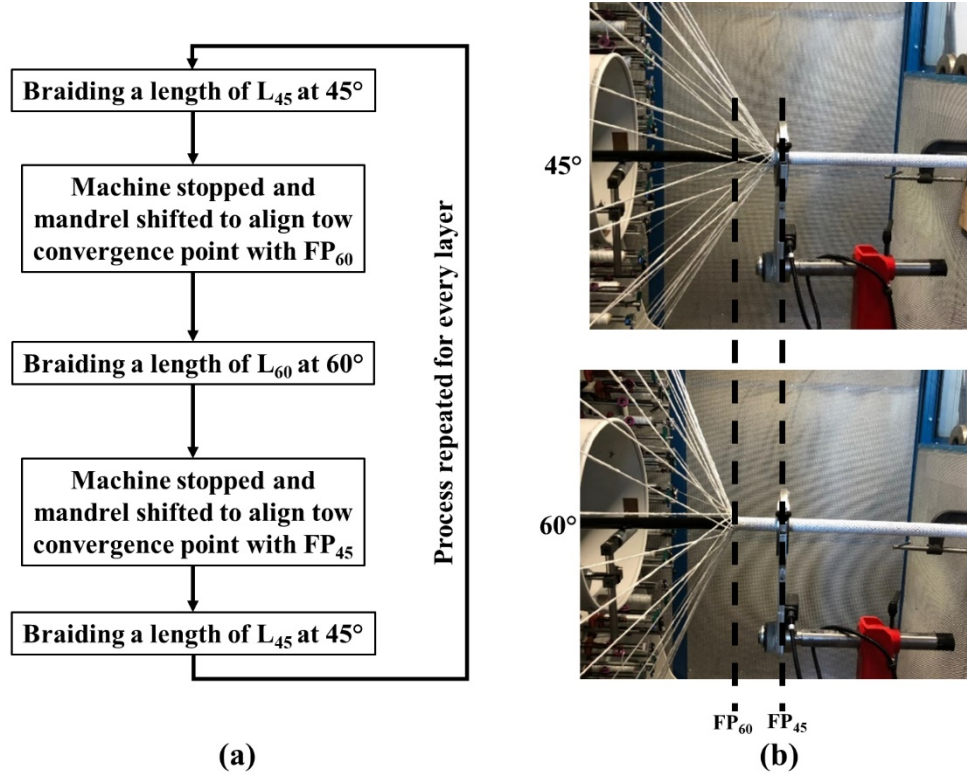 Braiding a length of L₄₅ at 45°
Machine stopped and
mandrel shifted to align tow
convergence point with FP₆₀
Braiding a length of L₆₀ at 60°
Machine stopped and
mandrel shifted to align tow
convergence point with FP₄₅
Braiding a length of L₄₅ at 45°
Process repeated for every layer
(a)
45°
60°
FP₆₀
FP₄₅
(b)